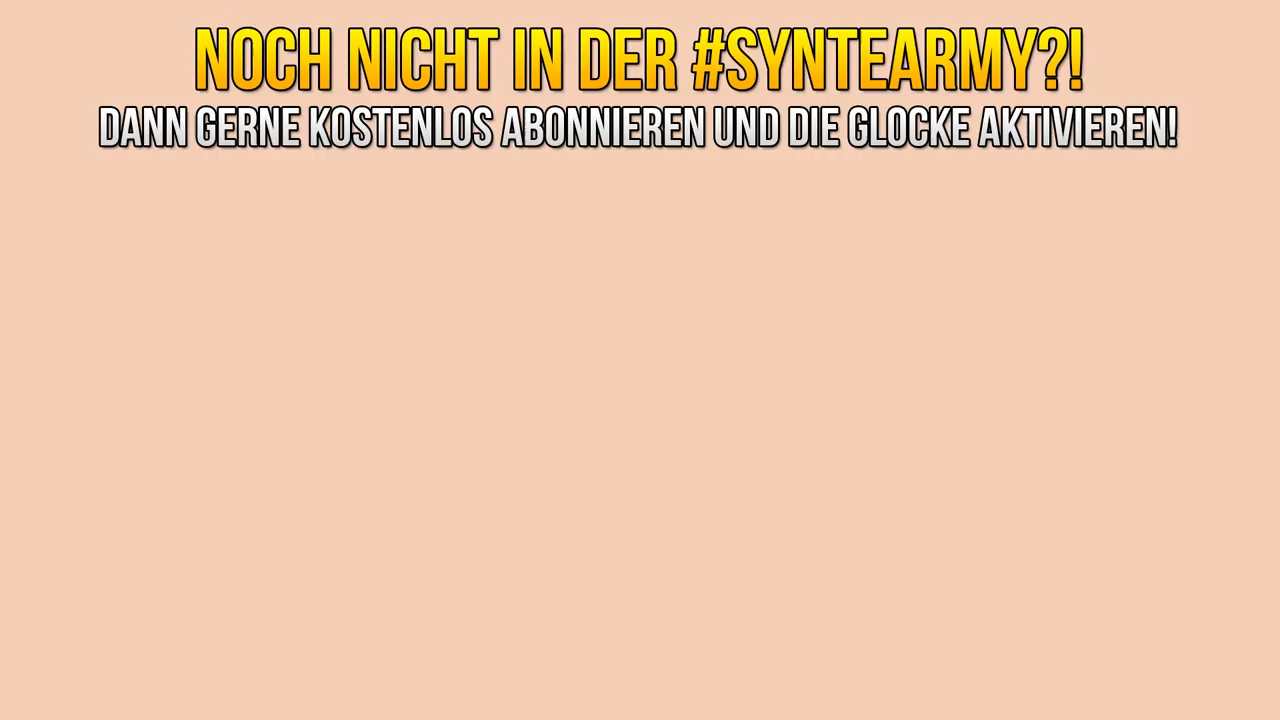 NOCH NICHT IN DER #SYNTEARMY?!
DANN GERNE KOSTENLOS ABONNIEREN UND DIE GLOCKE AKTIVIEREN!